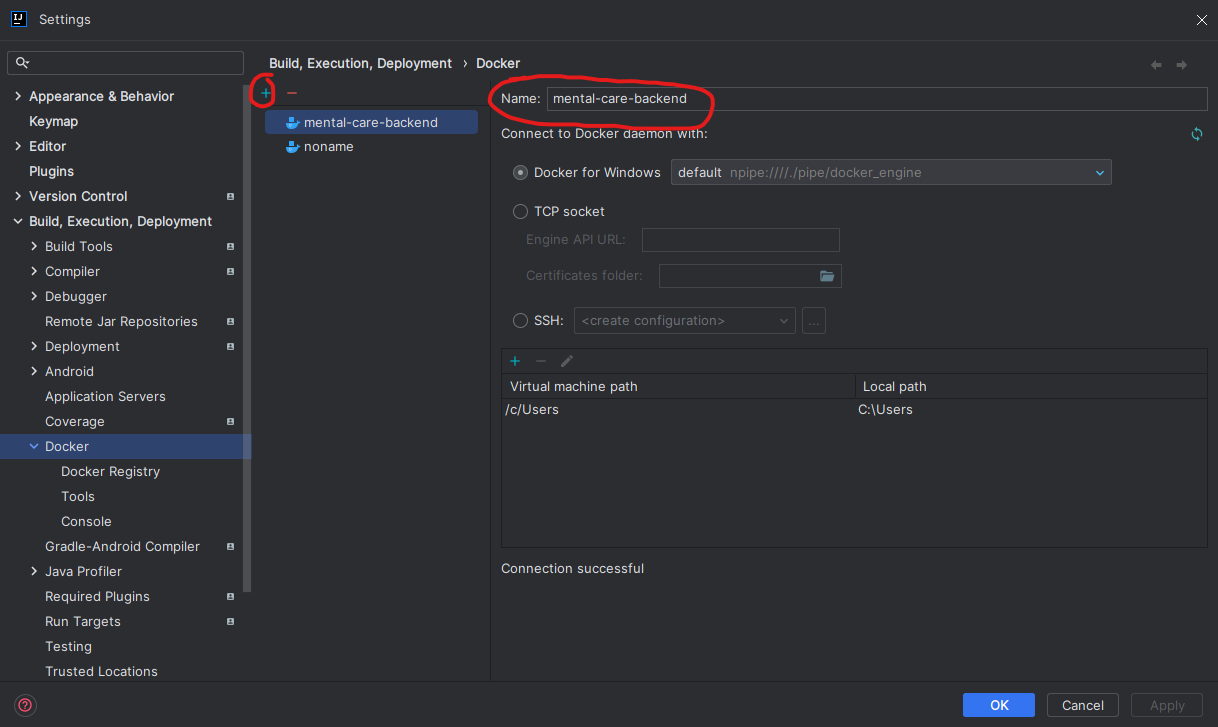 IJ
Settings
Build, Execution, Deployment › Docker
Appearance & Behavior
Keymap
Editor
Plugins
Version Control
Build, Execution, Deployment
Build Tools
Compiler
Debugger
Remote Jar Repositories
Deployment
Android
Application Servers
Coverage
Docker
Docker Registry
Tools
Console
Gradle-Android Compiler
Java Profiler
Required Plugins
Run Targets
Testing
Trusted Locations
mental-care-backend
noname
Name: mental-care-backend
Connect to Docker daemon with:
Docker for Windows default npipe:////./pipe/docker_engine
TCP socket
Engine API URL:
Certificates folder:
SSH: <create configuration> ...
Virtual machine path Local path
/c/Users C:\Users
Connection successful
?
OK Cancel Apply